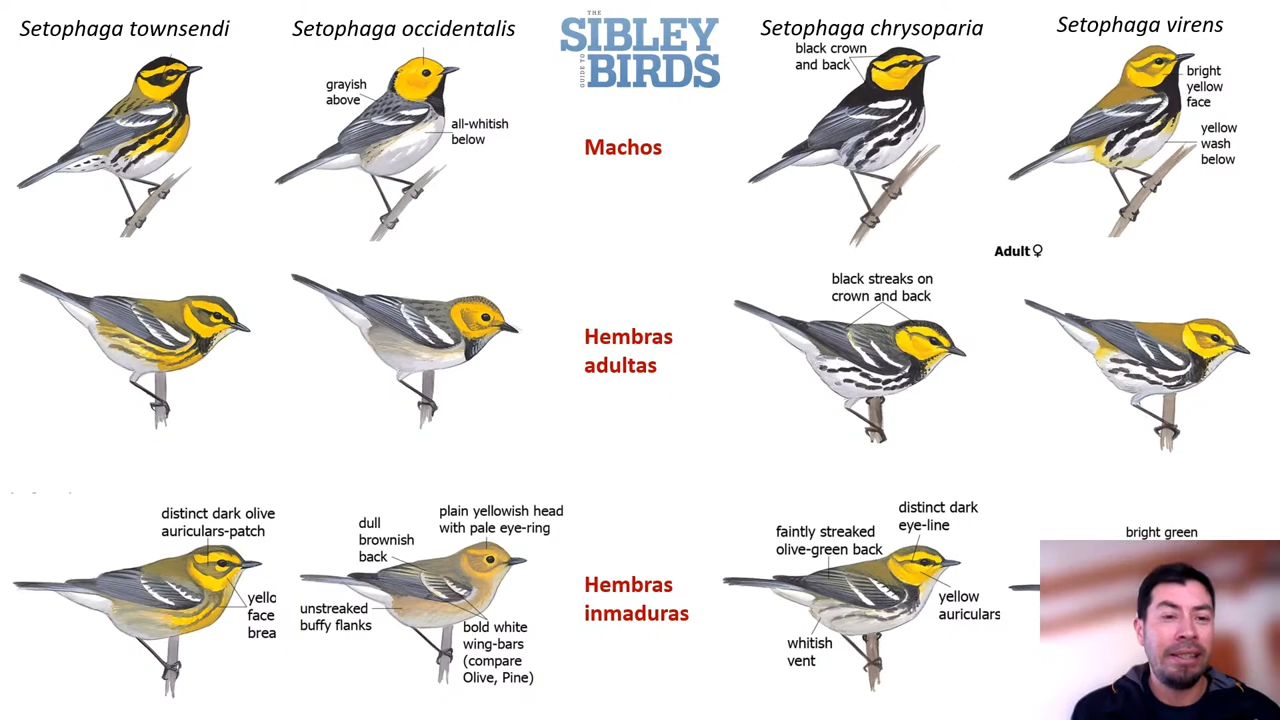 Setophaga townsendi
Setophaga occidentalis
THE
SIBLEY
GUIDE TO
BIRDS
Setophaga chrysoparia
Setophaga virens
grayish
above
all-whitish
below
black crown
and back
bright
yellow
face
yellow
wash
below
Machos
Adult♀
black streaks on
crown and back
Hembras
adultas
distinct dark olive
auriculars-patch
yello
face
brea
dull
brownish
back
plain yellowish head
with pale eye-ring
unstreaked
buffy flanks
bold white
wing-bars
(compare
Olive, Pine)
Hembras
inmaduras
faintly streaked
olive-green back
distinct dark
eye-line
yellow
auriculars
whitish
vent
bright green